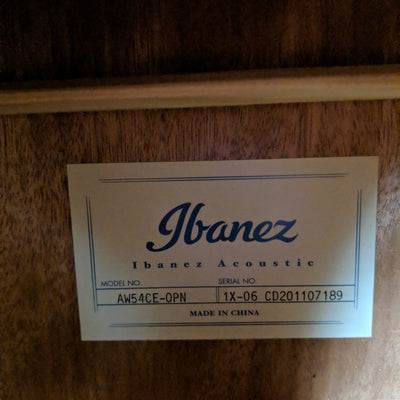 Ibanez
Ibanez Acoustic
MODEL NO. SERIAL NO.
AW54CE-OPN 1X-06 CD201107189
MADE IN CHINA